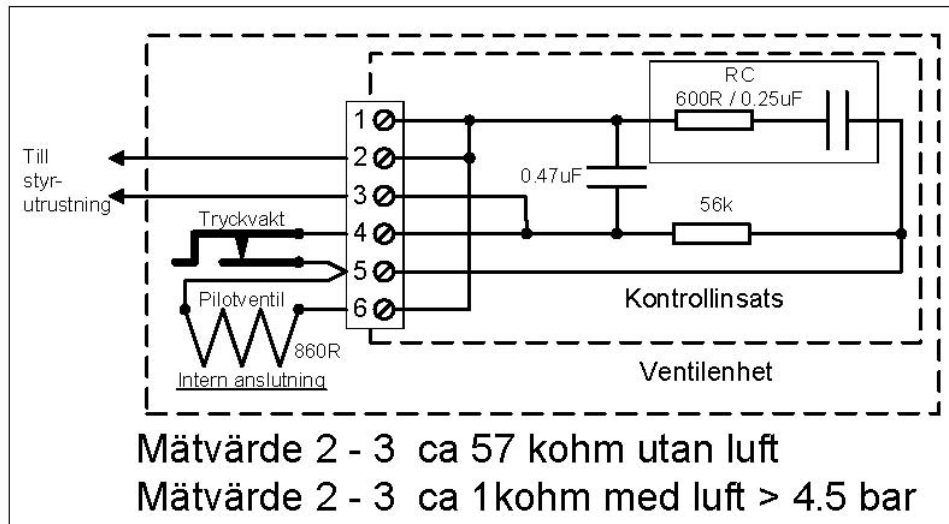 RC
600R / 0.25uF
1
Till
styr-
utrustning
2
0.47uF
3
56k
Tryckvakt
4
5
Pilotventil
6
Kontrollinsats
860R
Intern anslutning
Ventilenhet
Mätvärde 2 - 3 ca 57 kohm utan luft
Mätvärde 2 - 3 ca 1kohm med luft > 4.5 bar